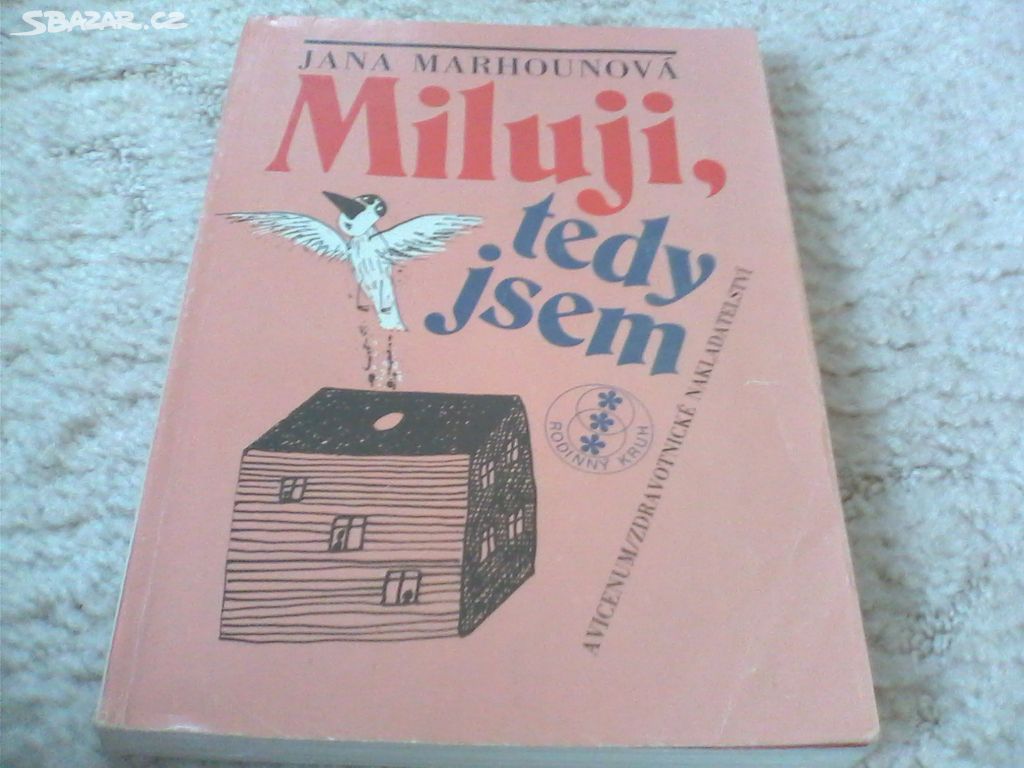 SBAZAR.CZ
JANA MARHOUNOVÁ
Miluji,
tedy
jsem
RODINNÝ KRUH
AVICENUM/ZDRAVOTNICKÉ NAKLADATELSTVÍ